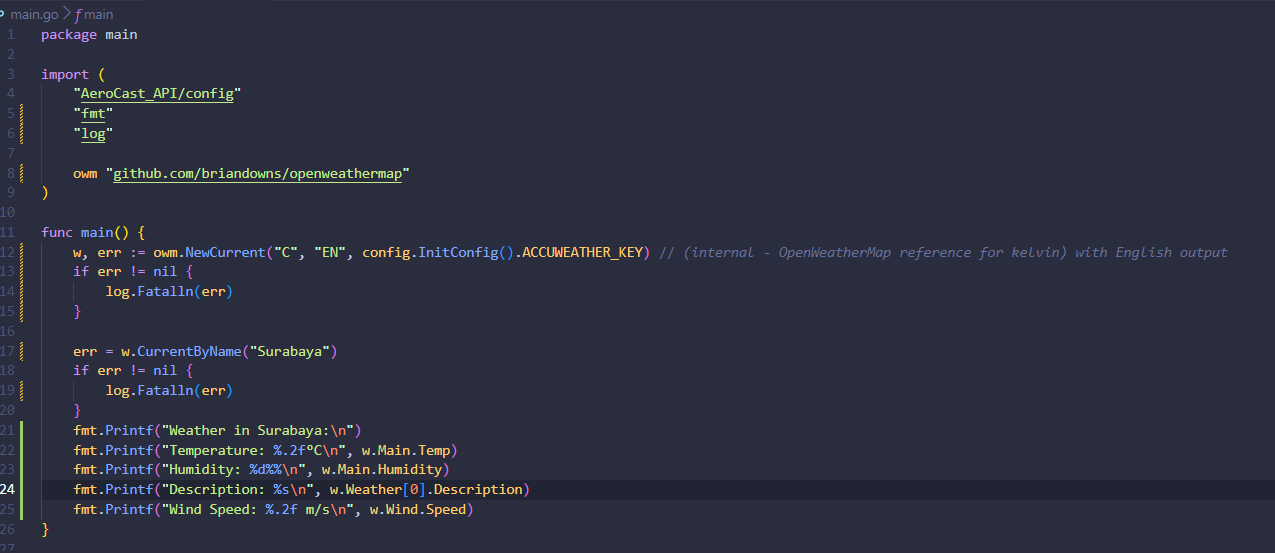 main.go > main
1 package main
2
3 import (
4 "AeroCast_API/config"
5 "fmt"
6 "log"
7
8 owm "github.com/briandowns/openweathermap"
9 )
10
11 func main() {
12 w, err := owm.NewCurrent("C", "EN", config.InitConfig().ACCUWEATHER_KEY) // (internal - OpenWeatherMap reference for kelvin) with English output
13 if err != nil {
14 log.Fatalln(err)
15 }
16
17 err = w.CurrentByName("Surabaya")
18 if err != nil {
19 log.Fatalln(err)
20 }
21 fmt.Printf("Weather in Surabaya:\n")
22 fmt.Printf("Temperature: %.2f°C\n", w.Main.Temp)
23 fmt.Printf("Humidity: %d%%\n", w.Main.Humidity)
24 fmt.Printf("Description: %s\n", w.Weather[0].Description)
25 fmt.Printf("Wind Speed: %.2f m/s\n", w.Wind.Speed)
26 }
27